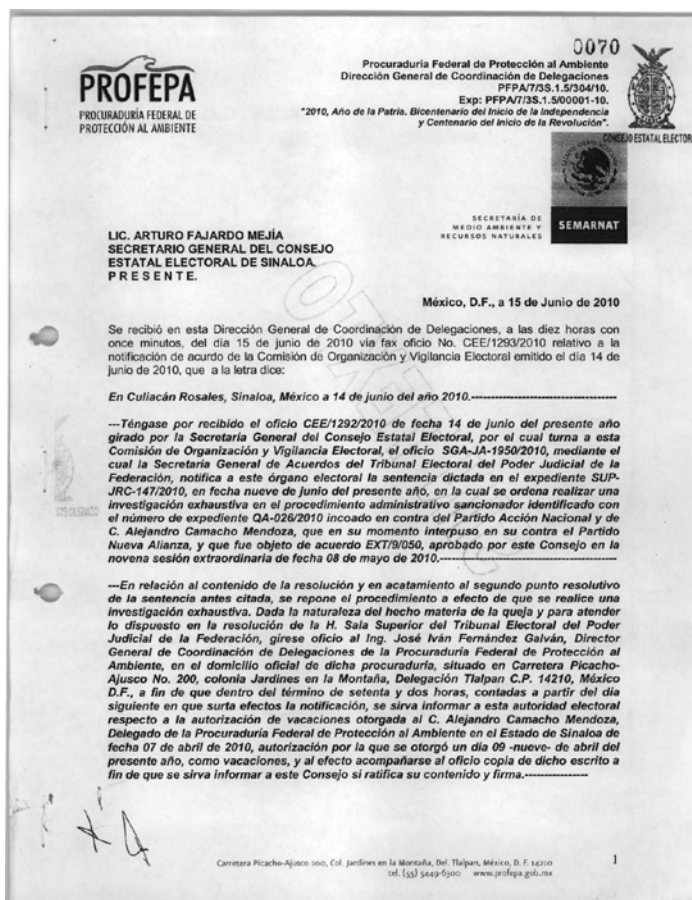 0070
PROFEPA
PROCURADURÍA FEDERAL DE
PROTECCIÓN AL AMBIENTE
Procuraduría Federal de Protección al Ambiente
Dirección General de Coordinación de Delegaciones
PFPA/7/3S.1.5/304/10.
Exp: PFPA/7/3S.1.5/00001-10.
"2010, Año de la Patria. Bicentenario del Inicio de la Independencia
y Centenario del Inicio de la Revolución".
CONSEJO ESTATAL ELECTOR
SECRETARÍA DE
MEDIO AMBIENTE Y
RECURSOS NATURALES
SEMARNAT
LIC. ARTURO FAJARDO MEJÍA
SECRETARIO GENERAL DEL CONSEJO
ESTATAL ELECTORAL DE SINALOA.
P R E S E N T E.
México, D.F., a 15 de Junio de 2010
Se recibió en esta Dirección General de Coordinación de Delegaciones, a las diez horas con
once minutos, del día 15 de junio de 2010 vía fax oficio No. CEE/1293/2010 relativo a la
notificación de acuerdo de la Comisión de Organización y Vigilancia Electoral emitido el día 14 de
junio de 2010, que a la letra dice:
En Culiacán Rosales, Sinaloa, México a 14 de junio del año 2010.-----------------------------------
---Téngase por recibido el oficio CEE/1292/2010 de fecha 14 de junio del presente año
girado por la Secretaría General del Consejo Estatal Electoral, por el cual turna a esta
Comisión de Organización y Vigilancia Electoral, el oficio SGA-JA-1950/2010, mediante el
cual la Secretaría General de Acuerdos del Tribunal Electoral del Poder Judicial de la
Federación, notifica a este órgano electoral la sentencia dictada en el expediente SUP-
JRC-147/2010, en fecha nueve de junio del presente año, en la cual se ordena realizar una
investigación exhaustiva en el procedimiento administrativo sancionador identificado con
el número de expediente QA-026/2010 incoado en contra del Partido Acción Nacional y de
C. Alejandro Camacho Mendoza, que en su momento interpuso en su contra el Partido
Nueva Alianza, y que fue objeto de acuerdo EXT/9/050, aprobado por este Consejo en la
novena sesión extraordinaria de fecha 08 de mayo de 2010.-----------------------------------
---En relación al contenido de la resolución y en acatamiento al segundo punto resolutivo
de la sentencia antes citada, se repone el procedimiento a efecto de que se realice una
investigación exhaustiva. Dada la naturaleza del hecho materia de la queja y para atender
lo dispuesto en la resolución de la H. Sala Superior del Tribunal Electoral del Poder
Judicial de la Federación, gírese oficio al Ing. José Iván Fernández Galván, Director
General de Coordinación de Delegaciones de la Procuraduría Federal de Protección al
Ambiente, en el domicilio oficial de dicha procuraduría, situado en Carretera Picacho-
Ajusco No. 200, colonia Jardines en la Montaña, Delegación Tlalpan C.P. 14210, México
D.F., a fin de que dentro del término de setenta y dos horas, contadas a partir del día
siguiente en que surta efectos la notificación, se sirva informar a esta autoridad electoral
respecto a la autorización de vacaciones otorgada al C. Alejandro Camacho Mendoza,
Delegado de la Procuraduría Federal de Protección al Ambiente en el Estado de Sinaloa de
fecha 07 de abril de 2010, autorización por la que se otorgó un día 09 -nueve- de abril del
presente año, como vacaciones, y al efecto acompañarse al oficio copia de dicho escrito a
fin de que se sirva informar a este Consejo si ratifica su contenido y firma.----------------
Carretera Picacho-Ajusco 200, Col. Jardines en la Montaña, Del. Tlalpan, México, D. F. 14210
tel. (55) 5449-6300 www.profepa.gob.mx
1